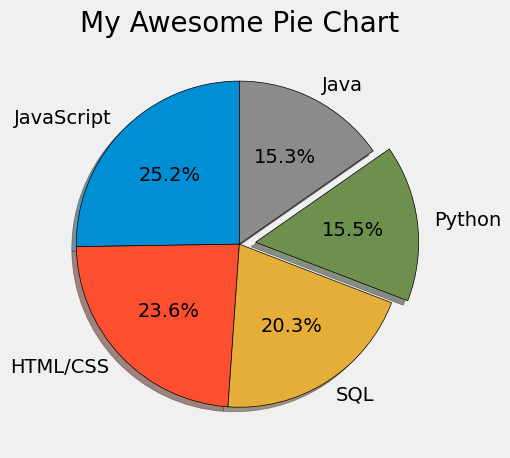 My Awesome Pie Chart
Java
JavaScript
15.3%
25.2%
Python
15.5%
23.6%
20.3%
HTML/CSS
SQL